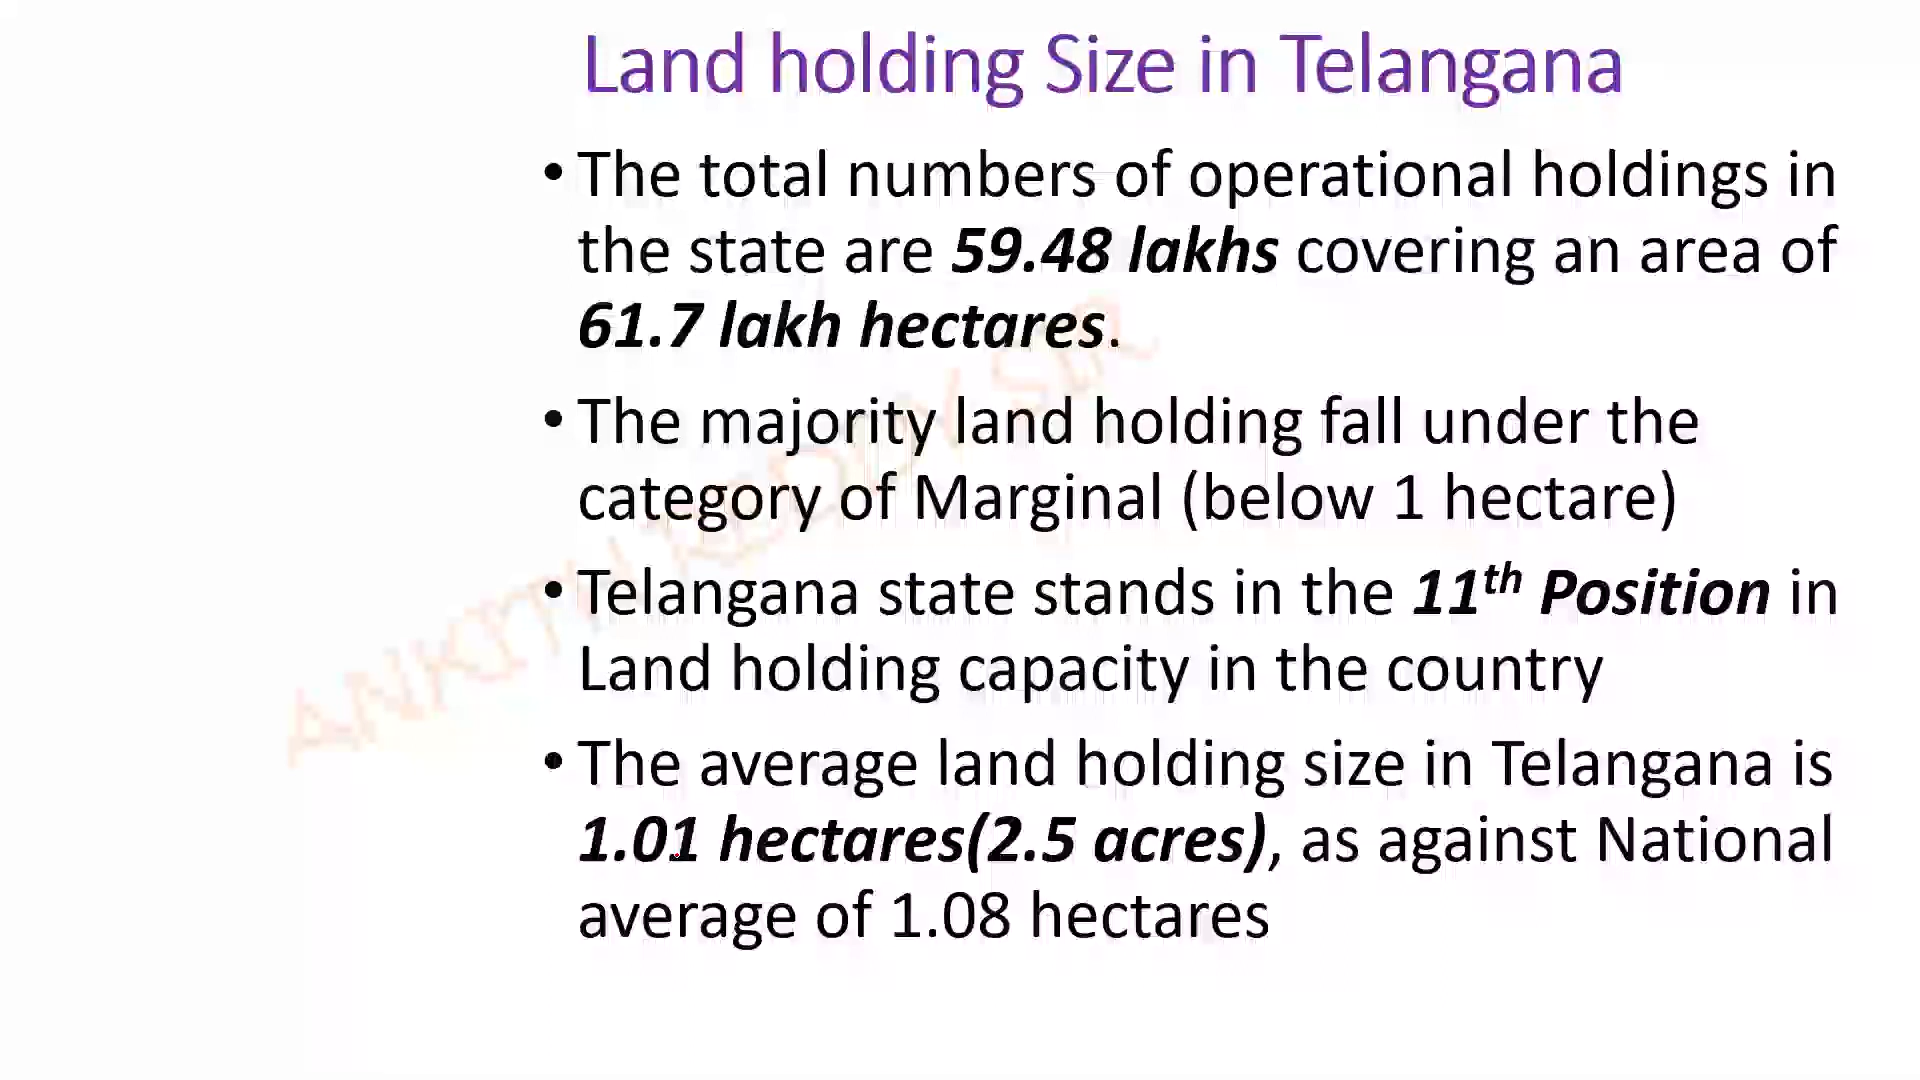 Land holding Size in Telangana
• The total numbers of operational holdings in
the state are 59.48 lakhs covering an area of
61.7 lakh hectares.
• The majority land holding fall under the
category of Marginal (below 1 hectare)
• Telangana state stands in the 11th Position in
Land holding capacity in the country
• The average land holding size in Telangana is
1.01 hectares(2.5 acres), as against National
average of 1.08 hectares
ANKITH REDDY SIR